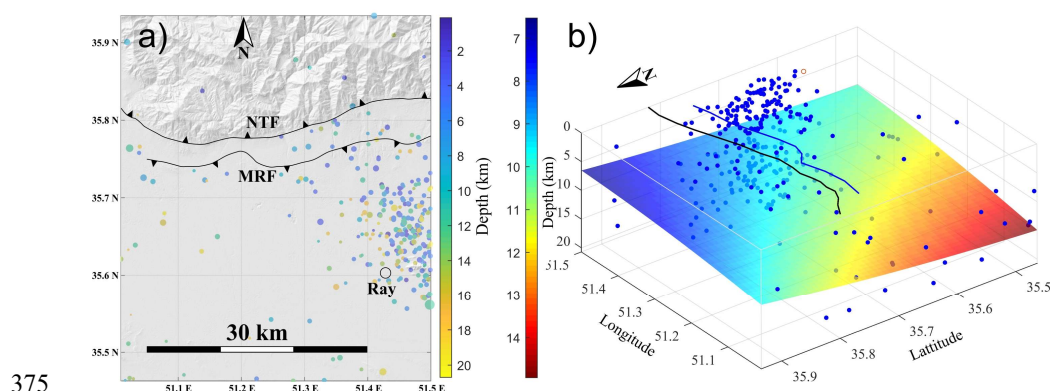 a)
35.9 N
35.8 N
35.7 N
35.6 N
35.5 N
N
NTF
MRF
Ray
30 km
51.1 E 51.2 E 51.3 E 51.4 E 51.5 E
2
4
6
8
10
12
14
16
18
20
Depth (km)
7
8
9
10
11
12
13
14
Depth (km)
b)
N
0
5
10
15
20
51.5
51.4
51.3
51.2
51.1
Longitude
35.9
35.8
35.7
35.6
35.5
Lattitude
375